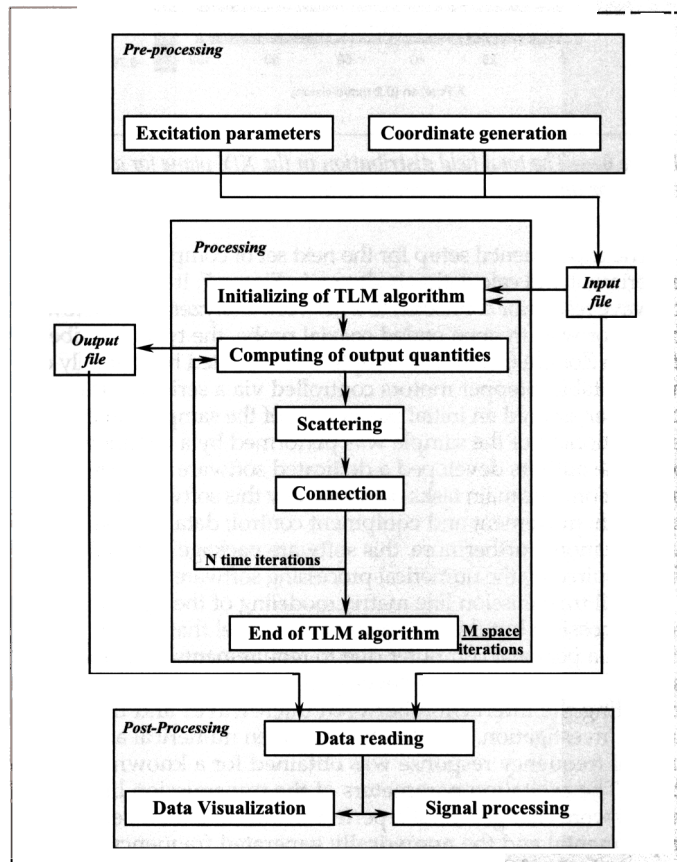 Pre-processing
Excitation parameters
Coordinate generation
Processing
Initializing of TLM algorithm
Input
file
Output
file
Computing of output quantities
Scattering
Connection
N time iterations
End of TLM algorithm
M space
iterations
Post-Processing
Data reading
Data Visualization
Signal processing